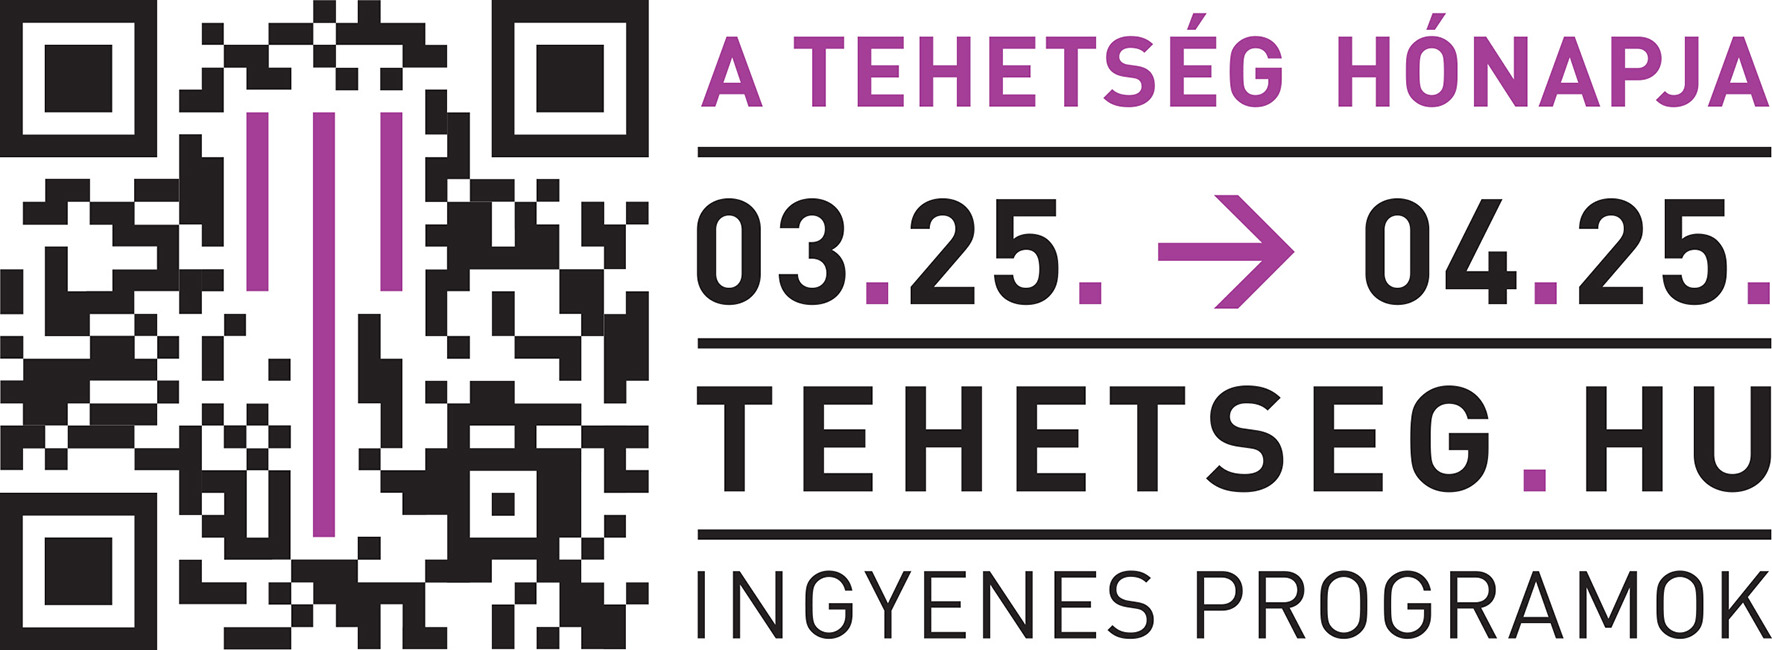 A TEHETSÉG HÓNAPJA
03.25. → 04.25.
TEHETSEG.HU
INGYENES PROGRAMOK